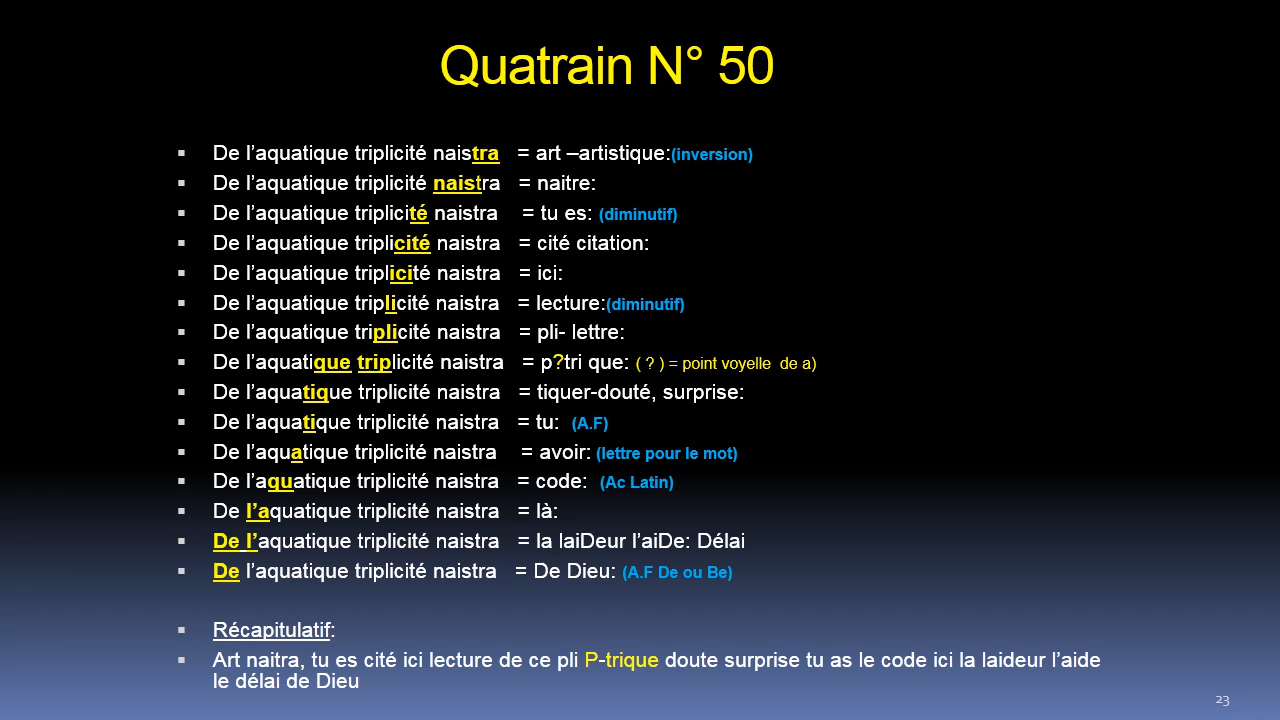 Quatrain N° 50
▪ De l’aquatique triplicité naistra = art –artistique:(inversion)
▪ De l’aquatique triplicité naistra = naitre:
▪ De l’aquatique triplicité naistra = tu es: (diminutif)
▪ De l’aquatique triplicité naistra = cité citation:
▪ De l’aquatique triplicité naistra = ici:
▪ De l’aquatique triplicité naistra = lecture:(diminutif)
▪ De l’aquatique triplicité naistra = pli- lettre:
▪ De l’aquatique triplicité naistra = p?tri que: ( ? ) = point voyelle de a)
▪ De l’aquatique triplicité naistra = tiquer-douté, surprise:
▪ De l’aquatique triplicité naistra = tu: (A.F)
▪ De l’aquatique triplicité naistra = avoir: (lettre pour le mot)
▪ De l’aquatique triplicité naistra = code: (Ac Latin)
▪ De l’aquatique triplicité naistra = là:
▪ De l’aquatique triplicité naistra = la laiDeur l’aiDe: Délai
▪ De l’aquatique triplicité naistra = De Dieu: (A.F De ou Be)
▪ Récapitulatif:
▪ Art naitra, tu es cité ici lecture de ce pli P-trique doute surprise tu as le code ici la laideur l’aide
le délai de Dieu
23